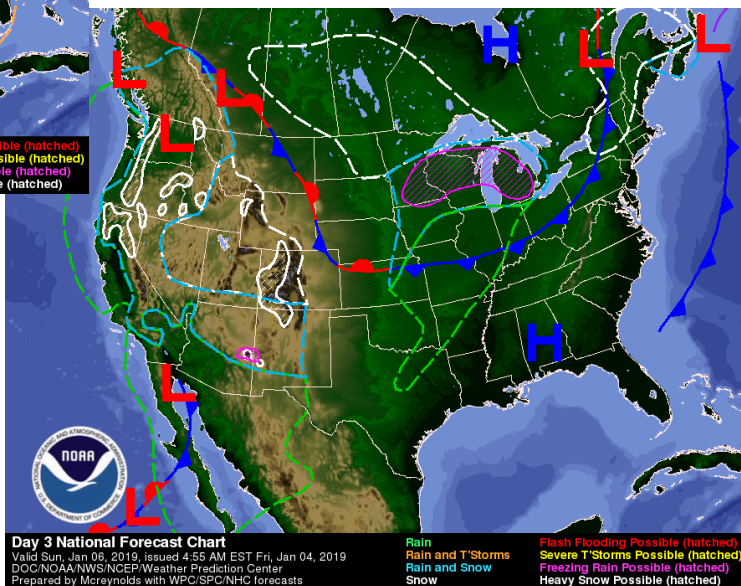 L
H
L
L
L
L
L
ible (hatched)
sible (hatched)
ble (hatched)
e (hatched)
H
L
L
NATIONAL OCEANIC AND ATMOSPHERIC ADMINISTRATION
NOAA
U.S. DEPARTMENT OF COMMERCE
Day 3 National Forecast Chart
Valid Sun, Jan 06, 2019, issued 4:55 AM EST Fri, Jan 04, 2019
DOC/NOAA/NWS/NCEP/Weather Prediction Center
Prepared by Mcreynolds with WPC/SPC/NHC forecasts
Rain
Rain and T'Storms
Rain and Snow
Snow
Flash Flooding Possible (hatched)
Severe T'Storms Possible (hatched)
Freezing Rain Possible (hatched)
Heavy Snow Possible (hatched)